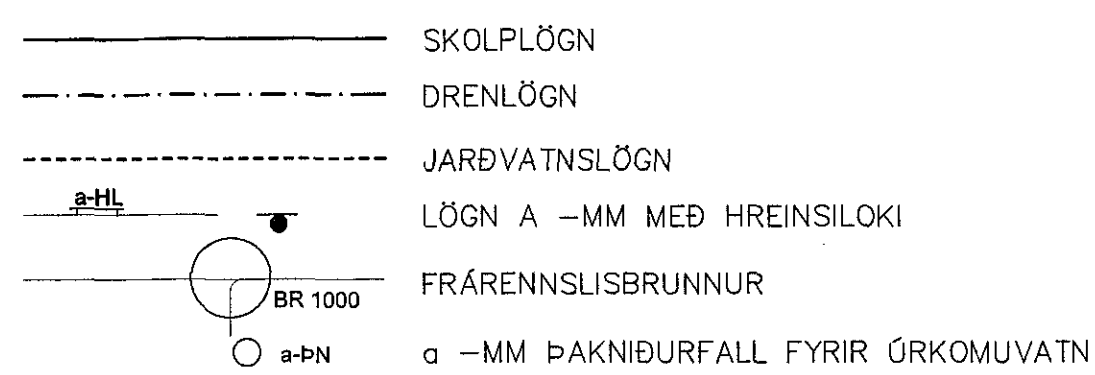 SKOLPLÖGN
DRENLÖGN
JARÐVATNSLÖGN
a-HL LÖGN A -MM MEÐ HREINSILOKI
BR 1000 FRÁRENNSLISBRUNNUR
a-ÞN a -MM ÞAKNIÐURFALL FYRIR ÚRKOMUVATN